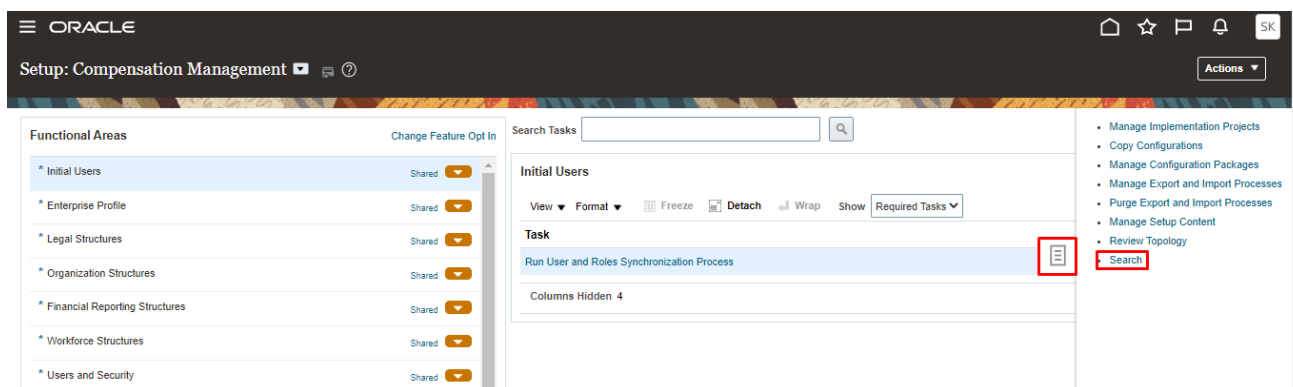 ORACLE
SK
Setup: Compensation Management
Actions
Functional Areas
Change Feature Opt In
* Initial Users
Shared
* Enterprise Profile
Shared
* Legal Structures
Shared
* Organization Structures
Shared
* Financial Reporting Structures
Shared
* Workforce Structures
Shared
* Users and Security
Shared
Search Tasks
Initial Users
View Format Freeze Detach Wrap Show Required Tasks
Task
Run User and Roles Synchronization Process
Columns Hidden 4
Manage Implementation Projects
Copy Configurations
Manage Configuration Packages
Manage Export and Import Processes
Purge Export and Import Processes
Manage Setup Content
Review Topology
Search